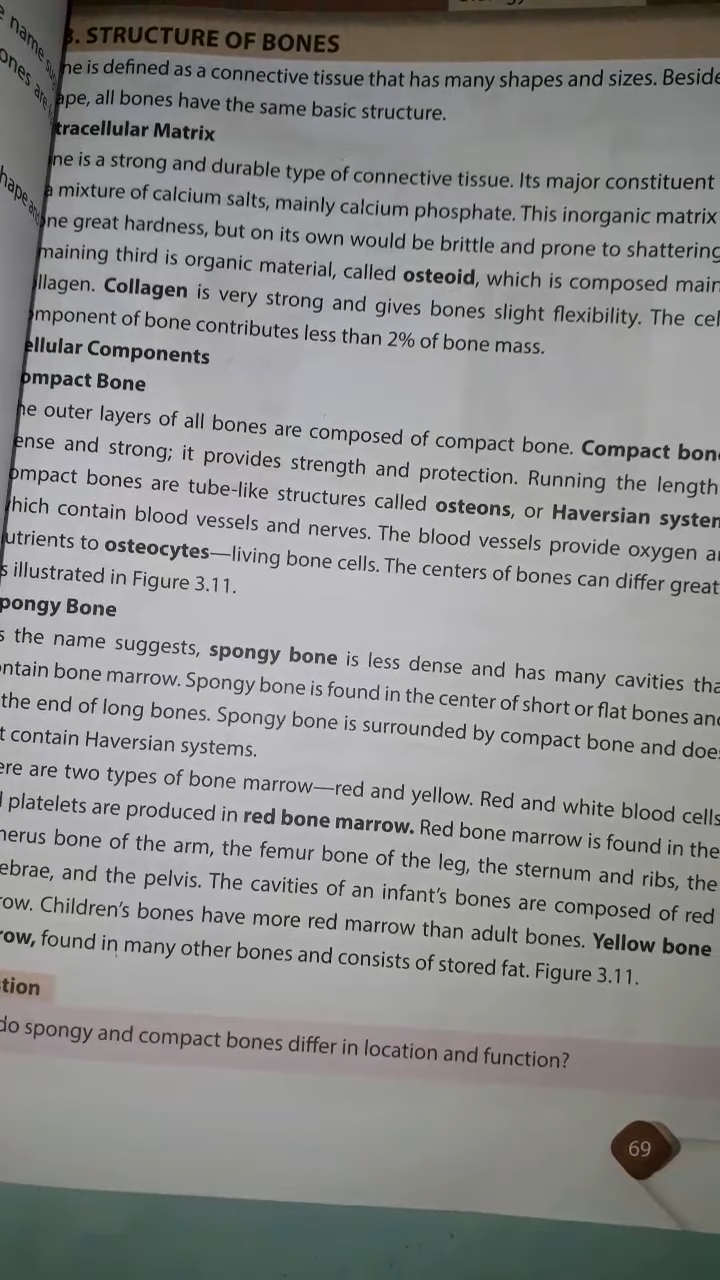 . STRUCTURE OF BONES
ne is defined as a connective tissue that has many shapes and sizes. Beside
ape, all bones have the same basic structure.
tracellular Matrix
ne is a strong and durable type of connective tissue. Its major constituent
a mixture of calcium salts, mainly calcium phosphate. This inorganic matrix
one great hardness, but on its own would be brittle and prone to shattering
maining third is organic material, called osteoid, which is composed main
llagen. Collagen is very strong and gives bones slight flexibility. The cel
omponent of bone contributes less than 2% of bone mass.
ellular Components
ompact Bone
he outer layers of all bones are composed of compact bone. Compact bon
ense and strong; it provides strength and protection. Running the length
ompact bones are tube-like structures called osteons, or Haversian system
hich contain blood vessels and nerves. The blood vessels provide oxygen a
utrients to osteocytes—living bone cells. The centers of bones can differ great
s illustrated in Figure 3.11.
pongy Bone
s the name suggests, spongy bone is less dense and has many cavities tha
ontain bone marrow. Spongy bone is found in the center of short or flat bones and
the end of long bones. Spongy bone is surrounded by compact bone and doe
t contain Haversian systems.
ere are two types of bone marrow—red and yellow. Red and white blood cells
platelets are produced in red bone marrow. Red bone marrow is found in the
nerus bone of the arm, the femur bone of the leg, the sternum and ribs, the
ebrae, and the pelvis. The cavities of an infant's bones are composed of red
row. Children's bones have more red marrow than adult bones. Yellow bone
row, found in many other bones and consists of stored fat. Figure 3.11.
stion
do spongy and compact bones differ in location and function?
69